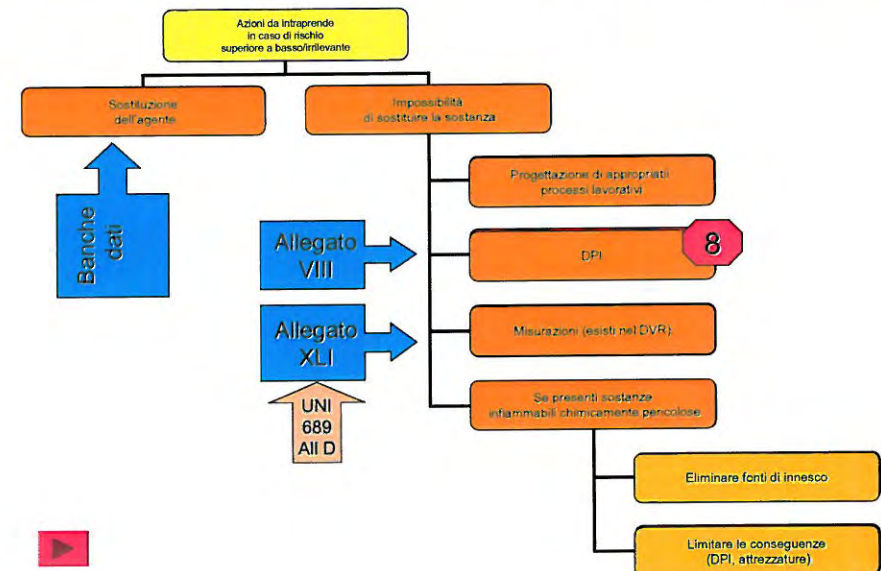 Azioni da intraprende
in caso di rischio
superiore a basso/irrilevante
Sostituzione
dell'agente
Impossibilità
di sostituire la sostanza
Banche
dati
Progettazione di appropriati
processi lavorativi
Allegato
VIII
DPI
8
Allegato
XLI
Misurazioni (esisti nel DVR)
UNI
689
All D
Se presenti sostanze
infiammabili chimicamente pericolose
Eliminare fonti di innesco
Limitare le conseguenze
(DPI, attrezzature)